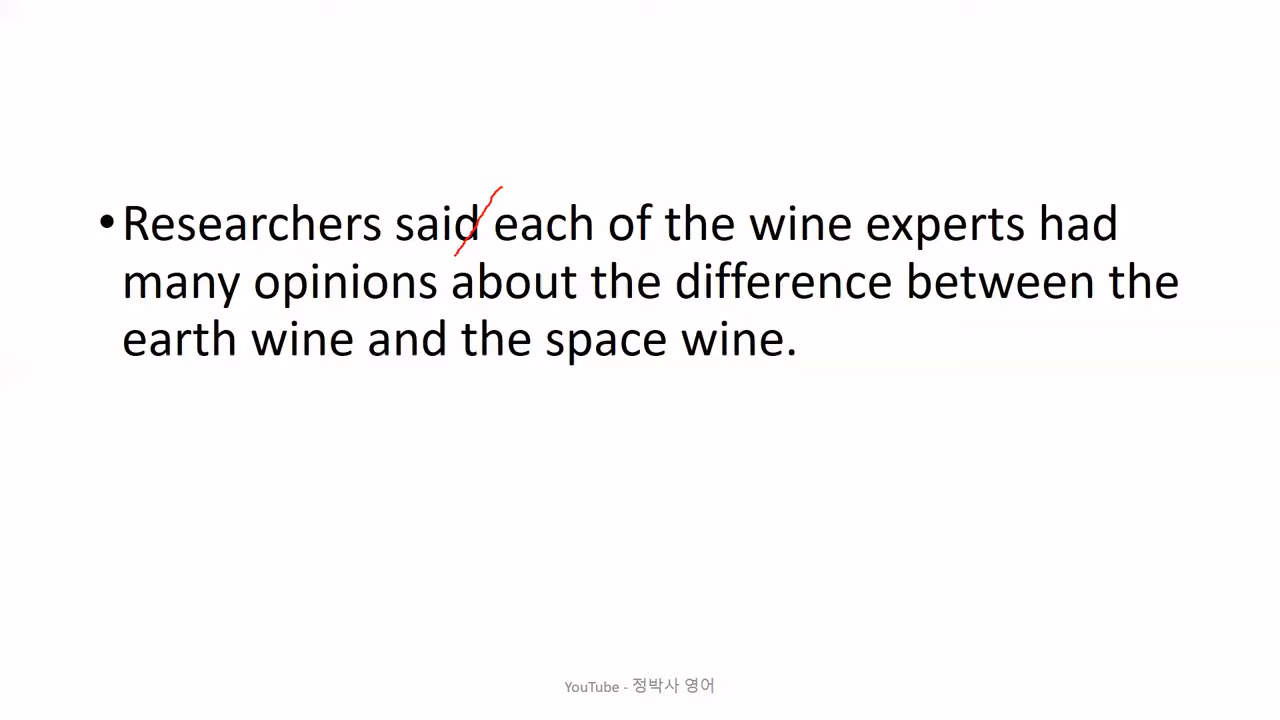 •Researchers said each of the wine experts had
many opinions about the difference between the
earth wine and the space wine.
YouTube - 정박사 영어